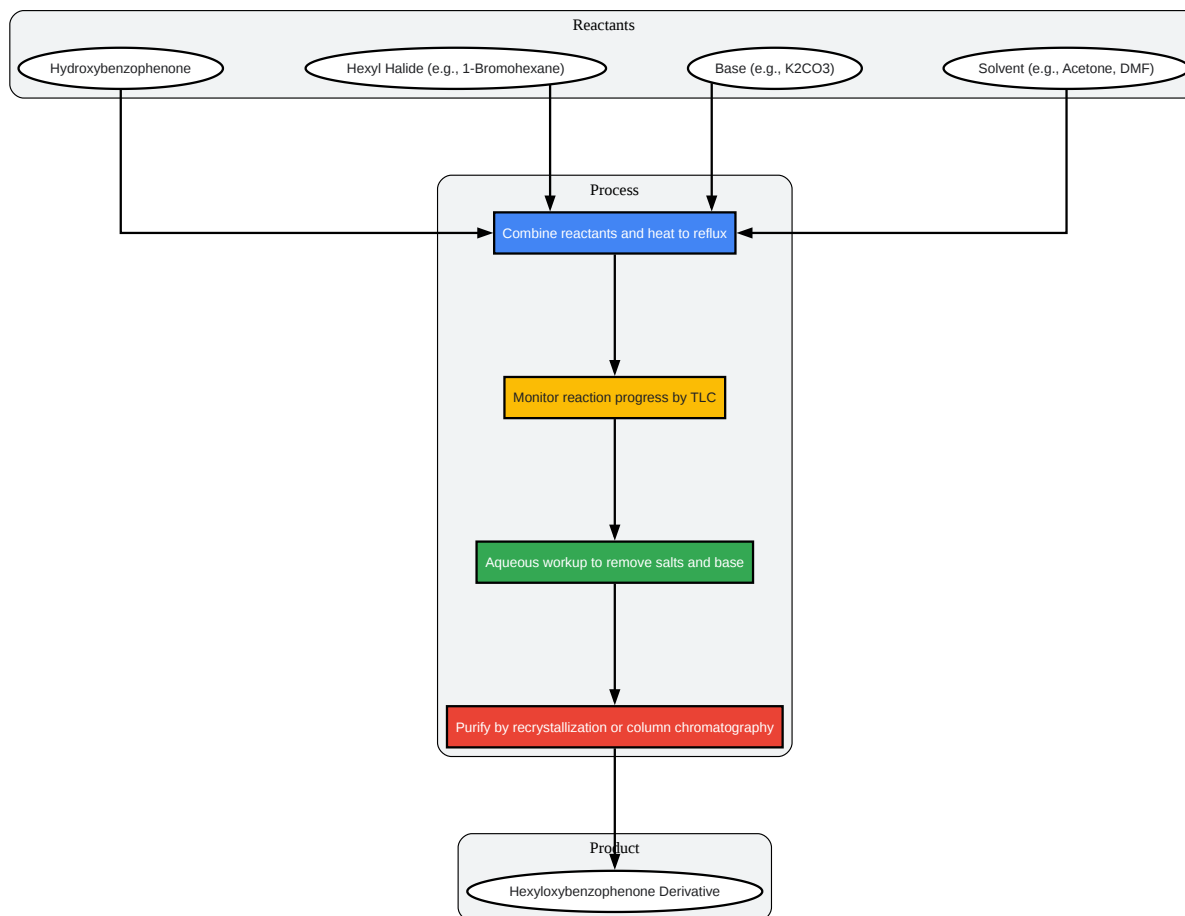 Reactants
Hydroxybenzophenone
Hexyl Halide (e.g., 1-Bromohexane)
Base (e.g., K2CO3)
Solvent (e.g., Acetone, DMF)
Process
Combine reactants and heat to reflux
Monitor reaction progress by TLC
Aqueous workup to remove salts and base
Purify by recrystallization or column chromatography
Product
Hexyloxybenzophenone Derivative